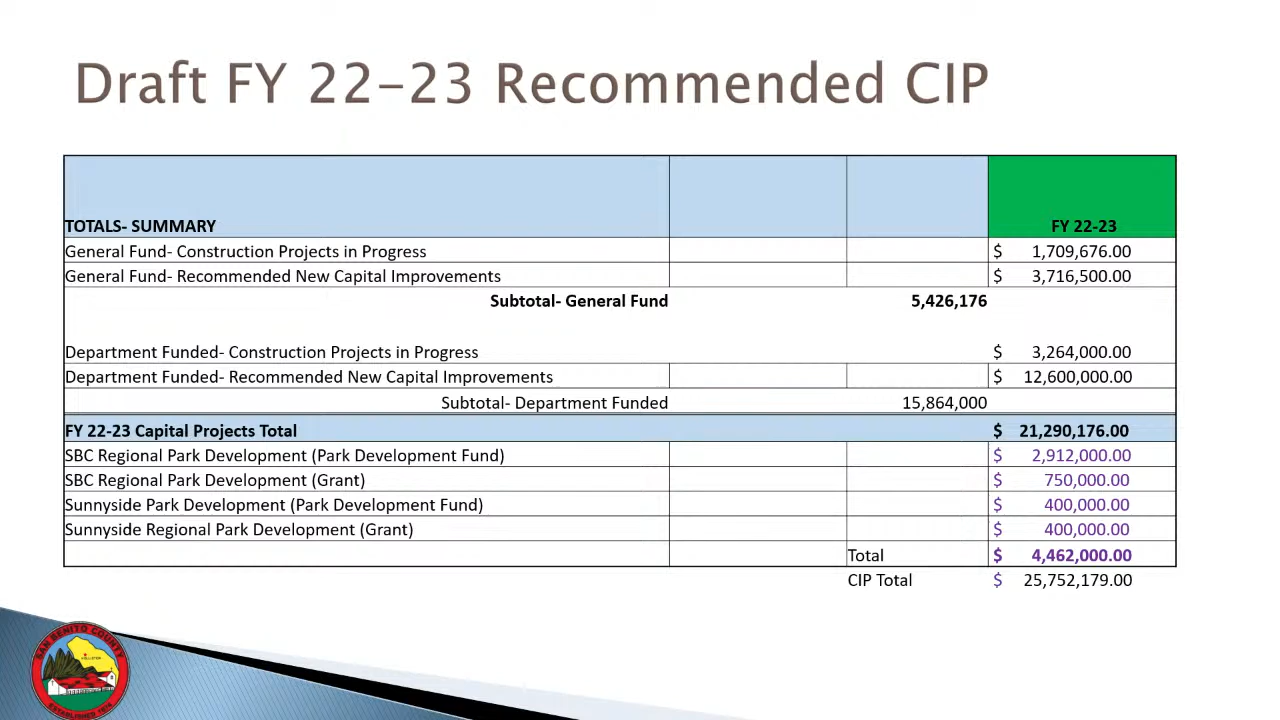 Draft FY 22-23 Recommended CIP
TOTALS- SUMMARY FY 22-23
General Fund- Construction Projects in Progress $ 1,709,676.00
General Fund- Recommended New Capital Improvements $ 3,716,500.00
Subtotal- General Fund 5,426,176
Department Funded- Construction Projects in Progress $ 3,264,000.00
Department Funded- Recommended New Capital Improvements $ 12,600,000.00
Subtotal- Department Funded 15,864,000
FY 22-23 Capital Projects Total $ 21,290,176.00
SBC Regional Park Development (Park Development Fund) $ 2,912,000.00
SBC Regional Park Development (Grant) $ 750,000.00
Sunnyside Park Development (Park Development Fund) $ 400,000.00
Sunnyside Regional Park Development (Grant) $ 400,000.00
Total $ 4,462,000.00
CIP Total $ 25,752,179.00
SAN BENITO COUNTY